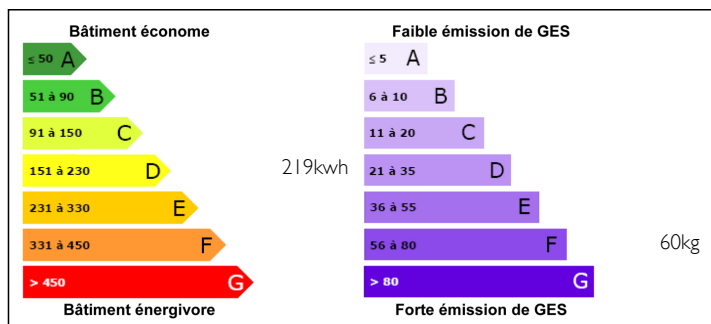 Bâtiment économe
≤ 50 A
51 à 90 B
91 à 150 C
151 à 230 D
231 à 330 E
331 à 450 F
> 450 G
Bâtiment énergivore
219kwh
Faible émission de GES
≤ 5 A
6 à 10 B
11 à 20 C
21 à 35 D
36 à 55 E
56 à 80 F
> 80 G
Forte émission de GES
60kg